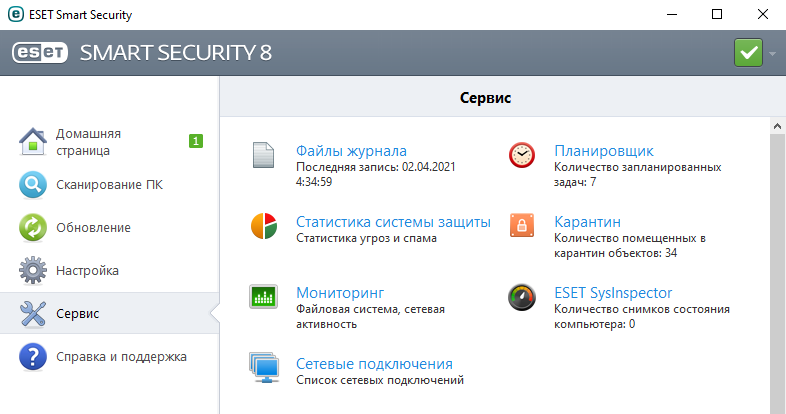 ESET Smart Security
eset SMART SECURITY 8
Сервис
Домашняя
страница
1
Сканирование ПК
Обновление
Настройка
Сервис
Справка и поддержка
Файлы журнала
Последняя запись: 02.04.2021
4:34:59
Планировщик
Количество запланированных
задач: 7
Статистика системы защиты
Статистика угроз и спама
Карантин
Количество помещенных в
карантин объектов: 34
Мониторинг
Файловая система, сетевая
активность
ESET SysInspector
Количество снимков состояния
компьютера: 0
Сетевые подключения
Список сетевых подключений